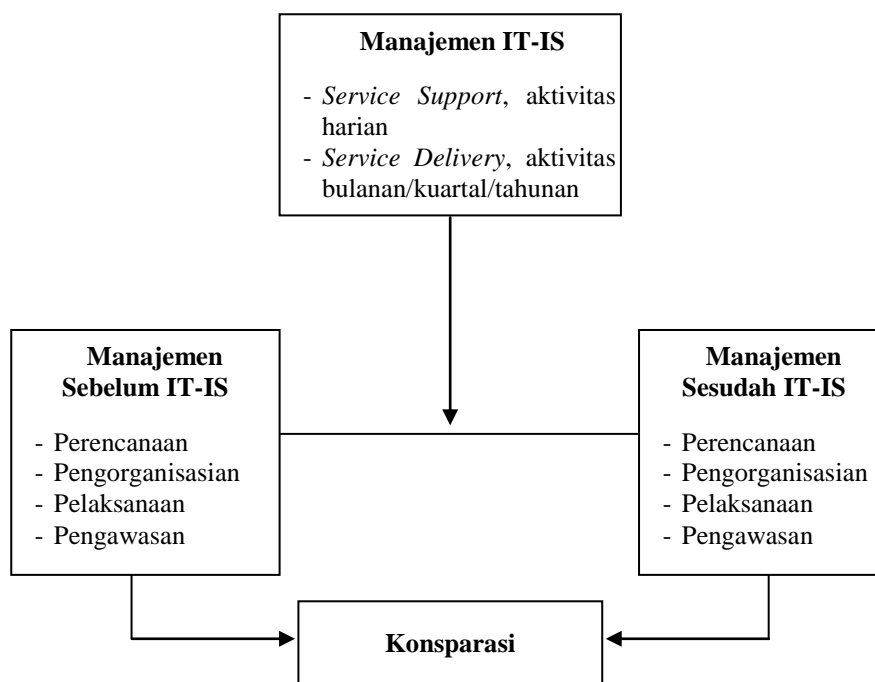 Manajemen IT-IS
- Service Support, aktivitas
harian
- Service Delivery, aktivitas
bulanan/kuartal/tahunan
Manajemen
Sebelum IT-IS
- Perencanaan
- Pengorganisasian
- Pelaksanaan
- Pengawasan
Manajemen
Sesudah IT-IS
- Perencanaan
- Pengorganisasian
- Pelaksanaan
- Pengawasan
Konsparasi